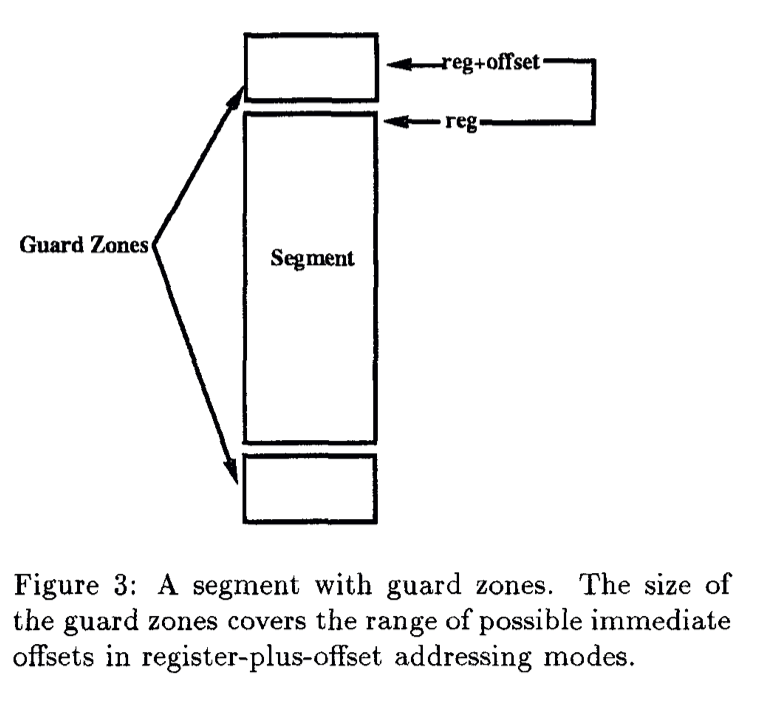 reg+offset
reg
Guard Zones
Segment
Figure 3: A segment with guard zones. The size of
the guard zones covers the range of possible immediate
offsets in register-plus-offset addressing modes.